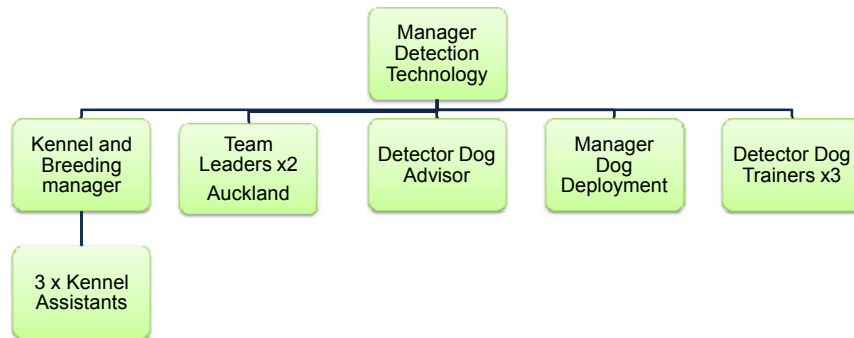 Manager
Detection
Technology
Kennel and
Breeding
manager
Team
Leaders x2
Auckland
Detector Dog
Advisor
Manager
Dog
Deployment
Detector Dog
Trainers x3
3 x Kennel
Assistants